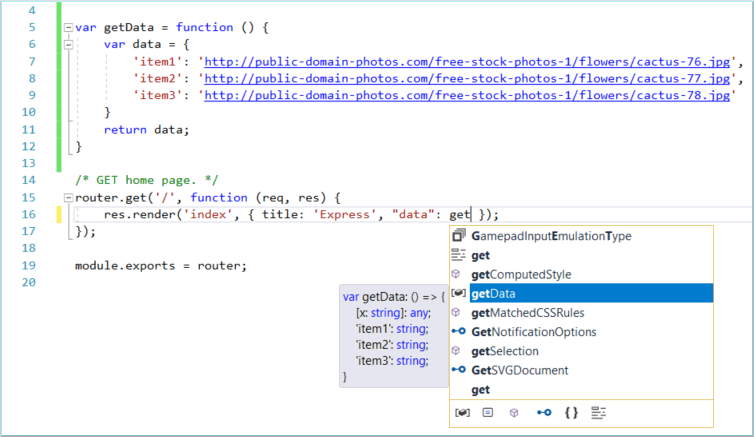 4
5 var getData = function () {
6 var data = {
7 'item1': 'http://public-domain-photos.com/free-stock-photos-1/flowers/cactus-76.jpg',
8 'item2': 'http://public-domain-photos.com/free-stock-photos-1/flowers/cactus-77.jpg',
9 'item3': 'http://public-domain-photos.com/free-stock-photos-1/flowers/cactus-78.jpg'
10 }
11 return data;
12 }
13
14 /* GET home page. */
15 router.get('/', function (req, res) {
16 res.render('index', { title: 'Express', "data": get });
17 });
18
19 module.exports = router;
20
GamepadInputEmulationType
get
getComputedStyle
getData
getMatchedCSSRules
GetNotificationOptions
getSelection
GetSVGDocument
get
{}
var getData: () => {
[x: string]: any;
'item1': string;
'item2': string;
'item3': string;
}